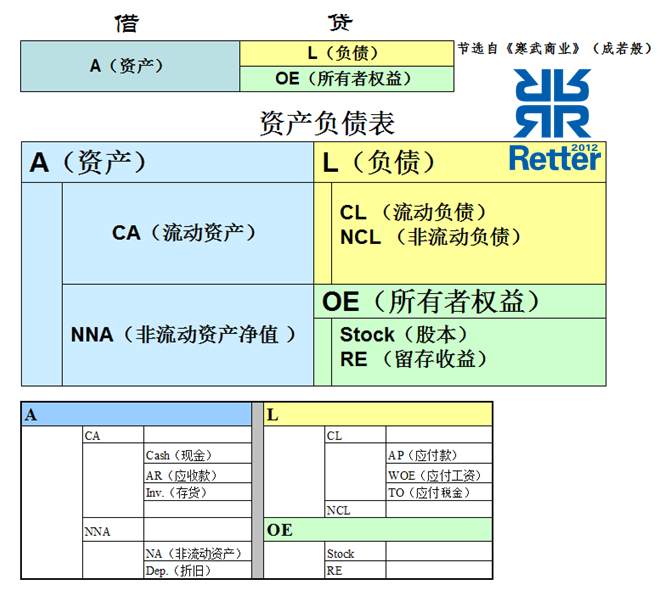 借 贷
A（资产） L（负债）
OE（所有者权益）
节选自《寒武商业》（成若般）
Retter 2012
资产负债表
A（资产） L（负债）
CA（流动资产）
CL （流动负债）
NCL （非流动负债）
OE（所有者权益）
NNA（非流动资产净值 ）
Stock（股本）
RE （留存收益）
A L
CA CL
Cash（现金） AP（应付款）
AR（应收款） WOE（应付工资）
Inv.（存货） TO（应付税金）
NCL
NNA OE
NA（非流动资产） Stock
Dep.（折旧） RE